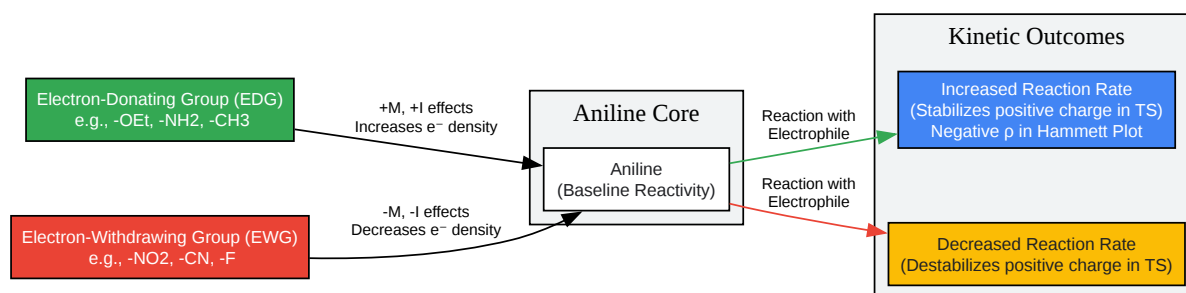 Electron-Donating Group (EDG)
e.g., -OEt, -NH2, -CH3
Electron-Withdrawing Group (EWG)
e.g., -NO2, -CN, -F
+M, +I effects
Increases e⁻ density
-M, -I effects
Decreases e⁻ density
Aniline Core
Aniline
(Baseline Reactivity)
Reaction with
Electrophile
Reaction with
Electrophile
Kinetic Outcomes
Increased Reaction Rate
(Stabilizes positive charge in TS)
Negative ρ in Hammett Plot
Decreased Reaction Rate
(Destabilizes positive charge in TS)